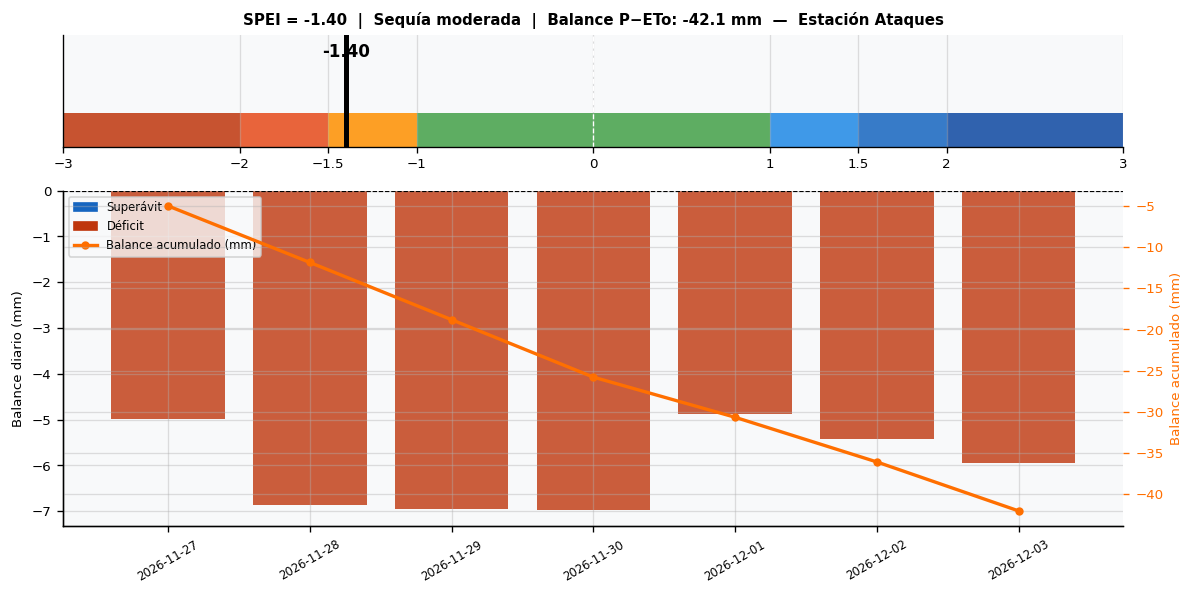 SPEI = -1.40  |  Sequía moderada  |  Balance P−ETo: -42.1 mm  —  Estación Ataques
-1.40
−3 −2 −1.5 −1 0 1 1.5 2 3
Superávit
Déficit
Balance acumulado (mm)
0
−1
−2
−3
−4
−5
−6
−7
Balance diario (mm)
−5
−10
−15
−20
−25
−30
−35
−40
Balance acumulado (mm)
2026-11-27 2026-11-28 2026-11-29 2026-11-30 2026-12-01 2026-12-02 2026-12-03